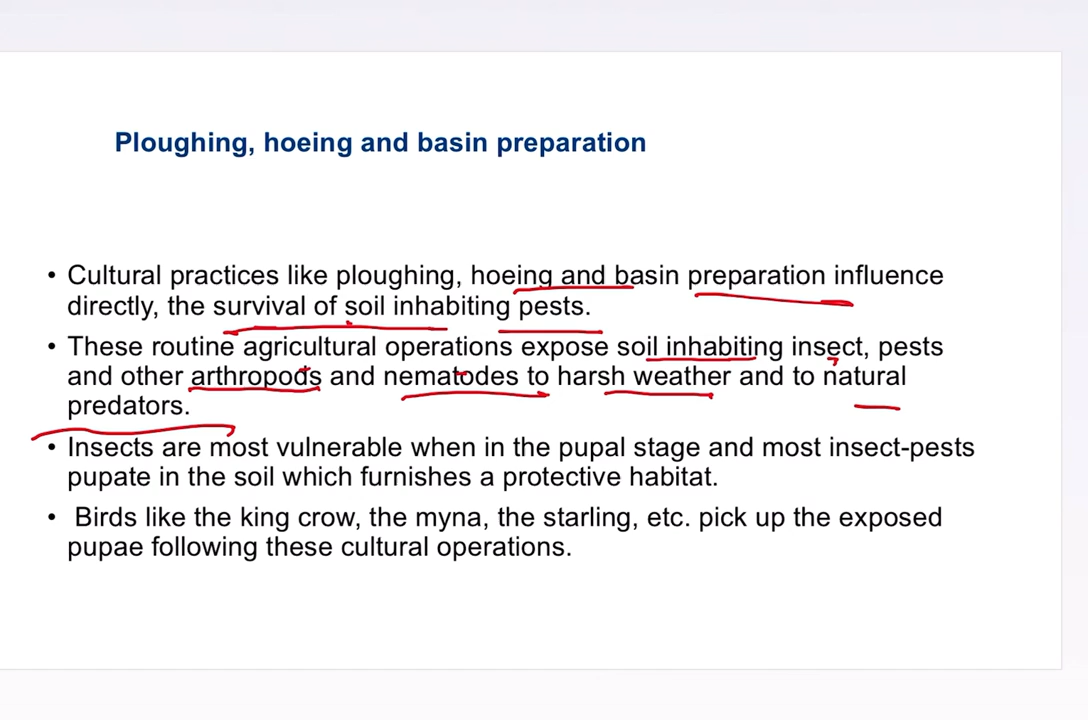 Ploughing, hoeing and basin preparation
• Cultural practices like ploughing, hoeing and basin preparation influence
directly, the survival of soil inhabiting pests.
• These routine agricultural operations expose soil inhabiting insect, pests
and other arthropods and nematodes to harsh weather and to natural
predators.
• Insects are most vulnerable when in the pupal stage and most insect-pests
pupate in the soil which furnishes a protective habitat.
• Birds like the king crow, the myna, the starling, etc. pick up the exposed
pupae following these cultural operations.